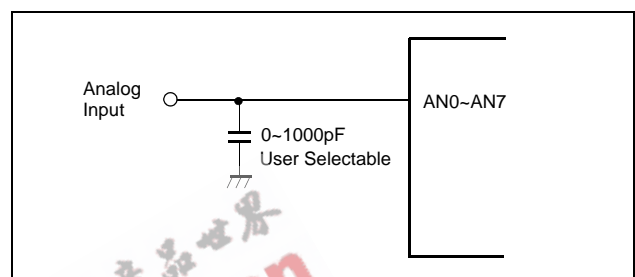 Analog
Input
AN0~AN7
0~1000pF
User Selectable